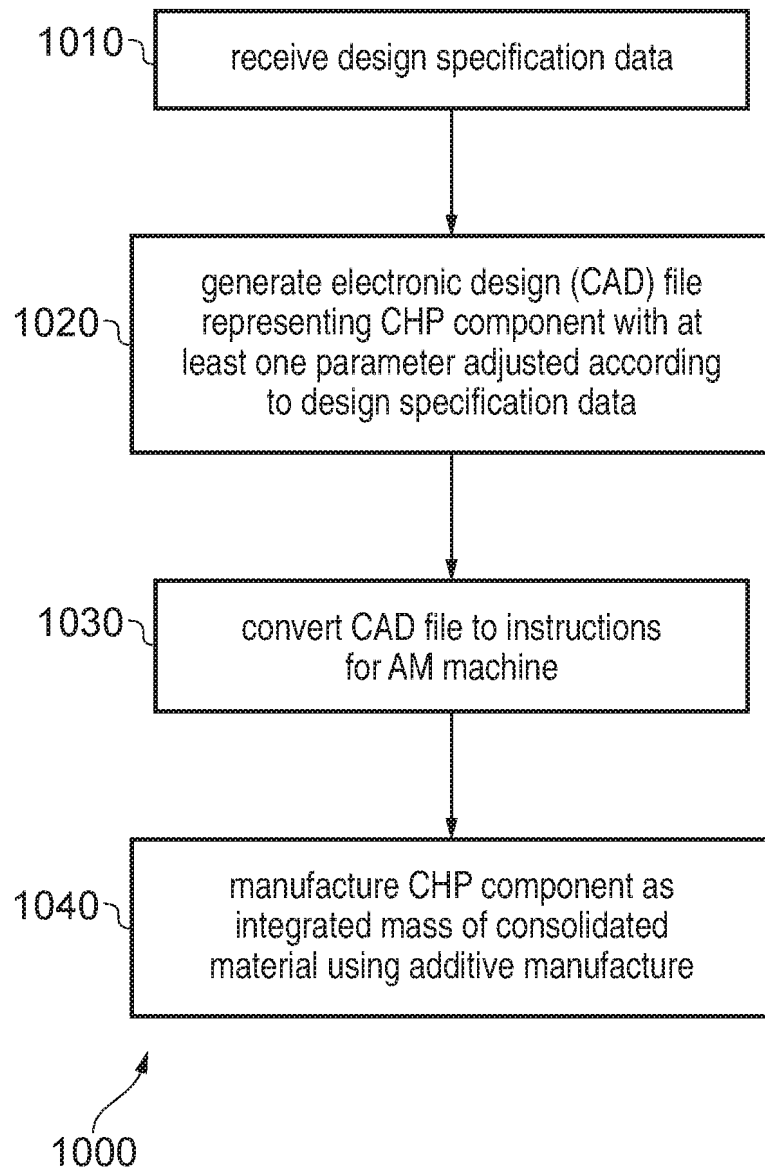 1010
receive design specification data
1020
generate electronic design (CAD) file
representing CHP component with at
least one parameter adjusted according
to design specification data
1030
convert CAD file to instructions
for AM machine
1040
manufacture CHP component as
integrated mass of consolidated
material using additive manufacture
1000